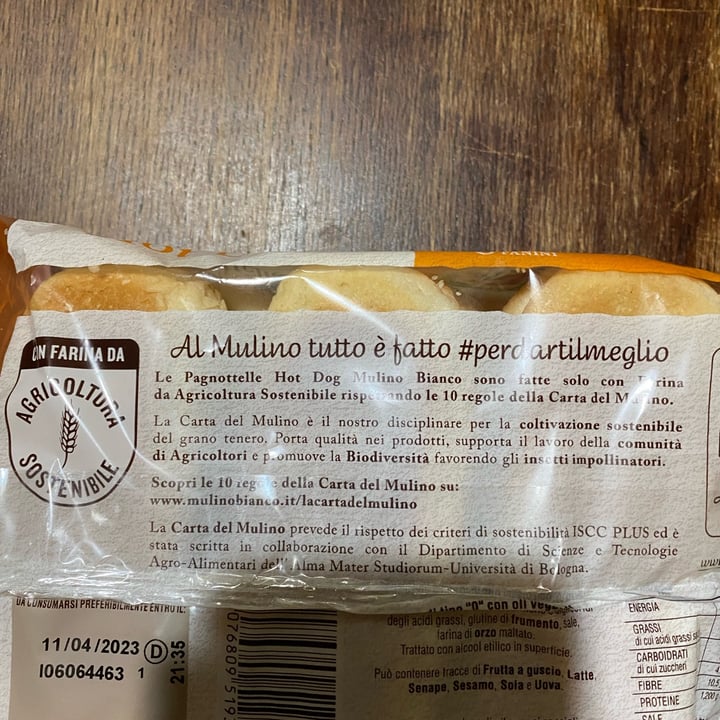 PANINI
CON FARINA DA
AGRICOLTURA
SOSTENIBILE
Al Mulino tutto è fatto #perdartilmeglio
Le Pagnottelle Hot Dog Mulino Bianco sono fatte solo con Farina
da Agricoltura Sostenibile rispettando le 10 regole della Carta del Mulino.
La Carta del Mulino è il nostro disciplinare per la coltivazione sostenibile
del grano tenero. Porta qualità nei prodotti, supporta il lavoro della comunità
di Agricoltori e promuove la Biodiversità favorendo gli insetti impollinatori.
Scopri le 10 regole della Carta del Mulino su:
www.mulinobianco.it/lacartadelmulino
La Carta del Mulino prevede il rispetto dei criteri di sostenibilità ISCC PLUS ed è
stata scritta in collaborazione con il Dipartimento di Scienze e Tecnologie
Agro-Alimentari dell'Alma Mater Studiorum-Università di Bologna.
DA CONSUMARSI PREFERIBILMENTE ENTRO IL:
11/04/2023 D
I06064463 1
21:35
076809 519
tipo "0" con oli
degli acidi grassi, glutine di frumento, sale,
farina di orzo maltato.
Trattato con alcool etilico in superficie.
Può contenere tracce di Frutta a guscio, Latte,
Senape, Sesamo, Soia e Uova.
ENERGIA
GRASSI
di cui acidi grassi
CARBOIDRATI
di cui zuccheri
FIBRE
PROTEINE
SALE